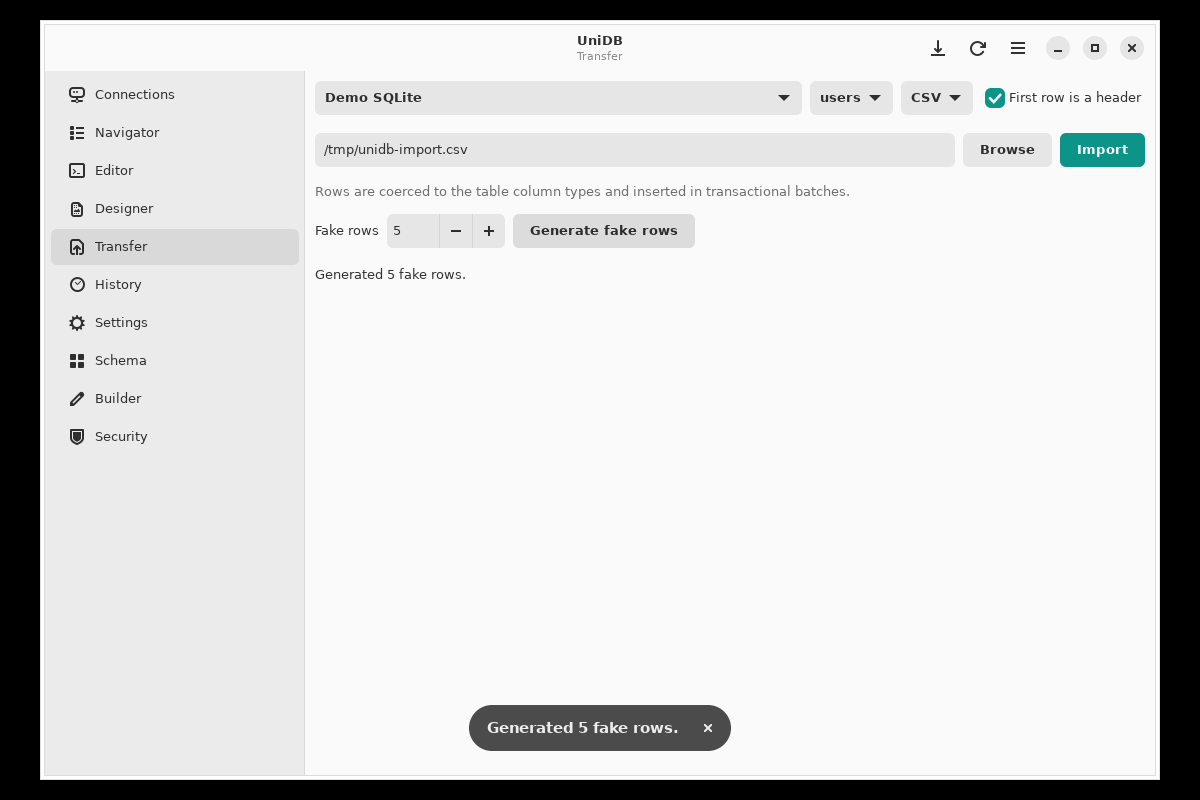 UniDB
Transfer
Connections
Navigator
Editor
Designer
Transfer
History
Settings
Schema
Builder
Security
Demo SQLite
users
CSV
First row is a header
/tmp/unidb-import.csv
Browse
Import
Rows are coerced to the table column types and inserted in transactional batches.
Fake rows
5
Generate fake rows
Generated 5 fake rows.
Generated 5 fake rows.